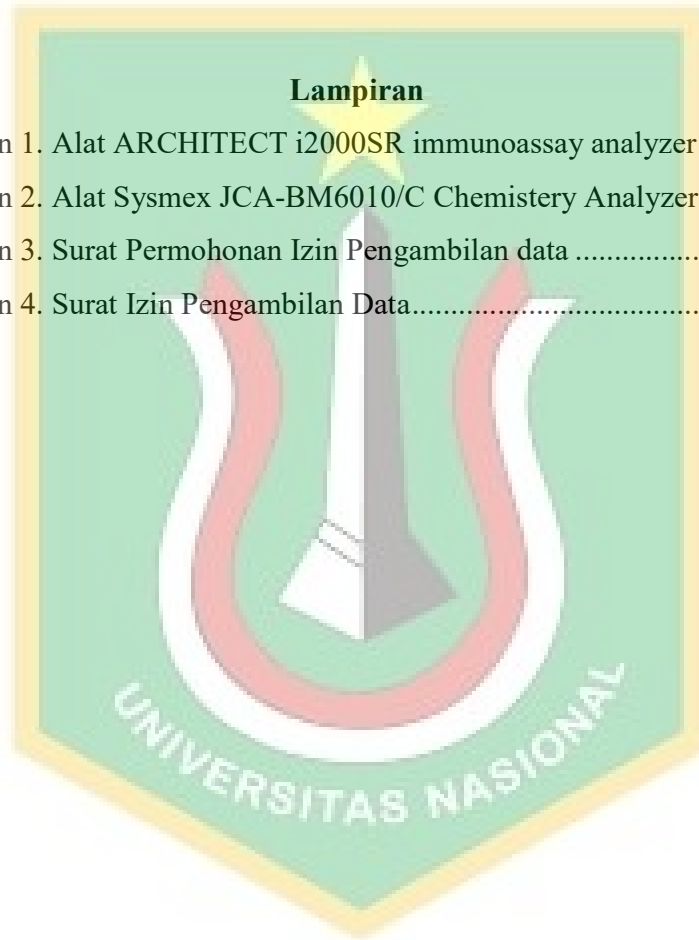 Lampiran
n 1. Alat ARCHITECT i2000SR immunoassay analyzer
n 2. Alat Sysmex JCA-BM6010/C Chemistery Analyzer
n 3. Surat Permohonan Izin Pengambilan data ................
n 4. Surat Izin Pengambilan Data....................................
UNIVERSITAS NASIONAL